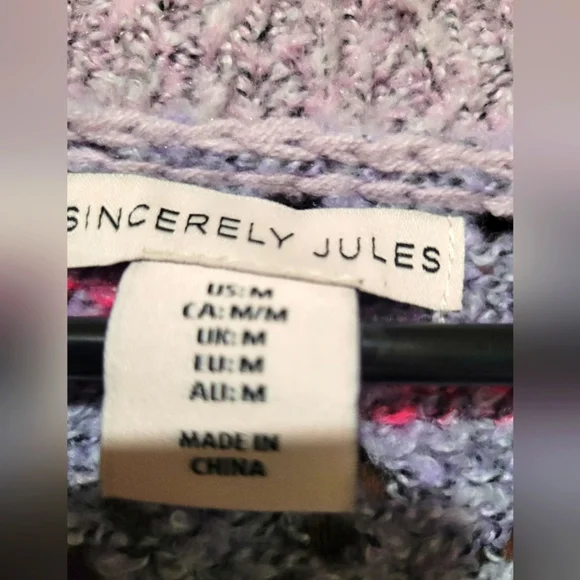 SINCERELY JULES
US: M
CA: M/M
UK: M
EU: M
AU: M
MADE IN
CHINA